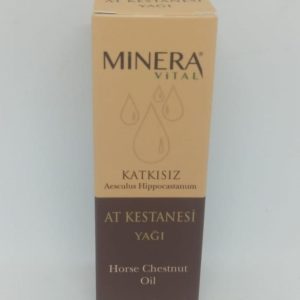 MINERA®
VITAL
KATKISIZ
Aesculus Hippocastanum
AT KESTANESİ
YAĞI
Horse Chestnut
Oil